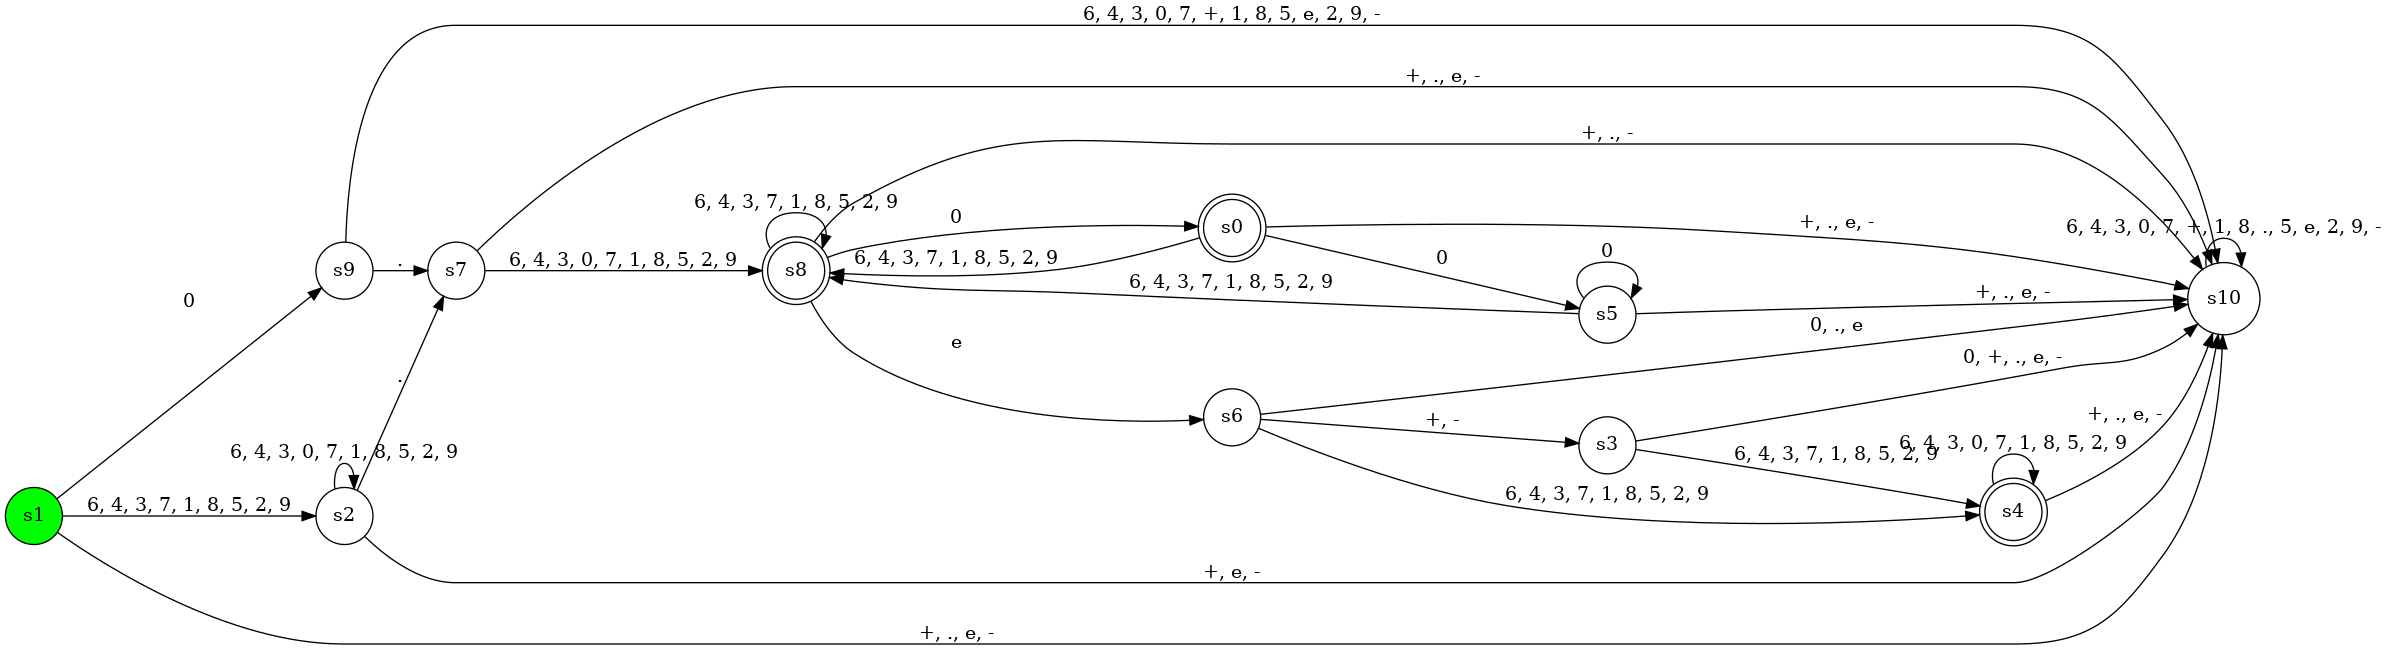 6, 4, 3, 0, 7, +, 1, 8, 5, e, 2, 9, -
+, ., e, -
+, ., -
6, 4, 3, 7, 1, 8, 5, 2, 9
0
s0
+, ., e, -
6, 4, 3, 0, 7, +, 1, 8, ., 5, e, 2, 9, -
s9
.
s7
6, 4, 3, 0, 7, 1, 8, 5, 2, 9
s8
6, 4, 3, 7, 1, 8, 5, 2, 9
0
0
6, 4, 3, 7, 1, 8, 5, 2, 9
s5
+, ., e, -
s10
0
e
0, ., e
.
0, +, ., e, -
s6
+, -
s3
6, 4, 3, 7, 1, 8, 5, 2, 9
6, 4, 3, 0, 7, 1, 8, 5, 2, 9
+, ., e, -
6, 4, 3, 0, 7, 1, 8, 5, 2, 9
s1
6, 4, 3, 7, 1, 8, 5, 2, 9
s2
6, 4, 3, 7, 1, 8, 5, 2, 9
s4
+, e, -
+, ., e, -